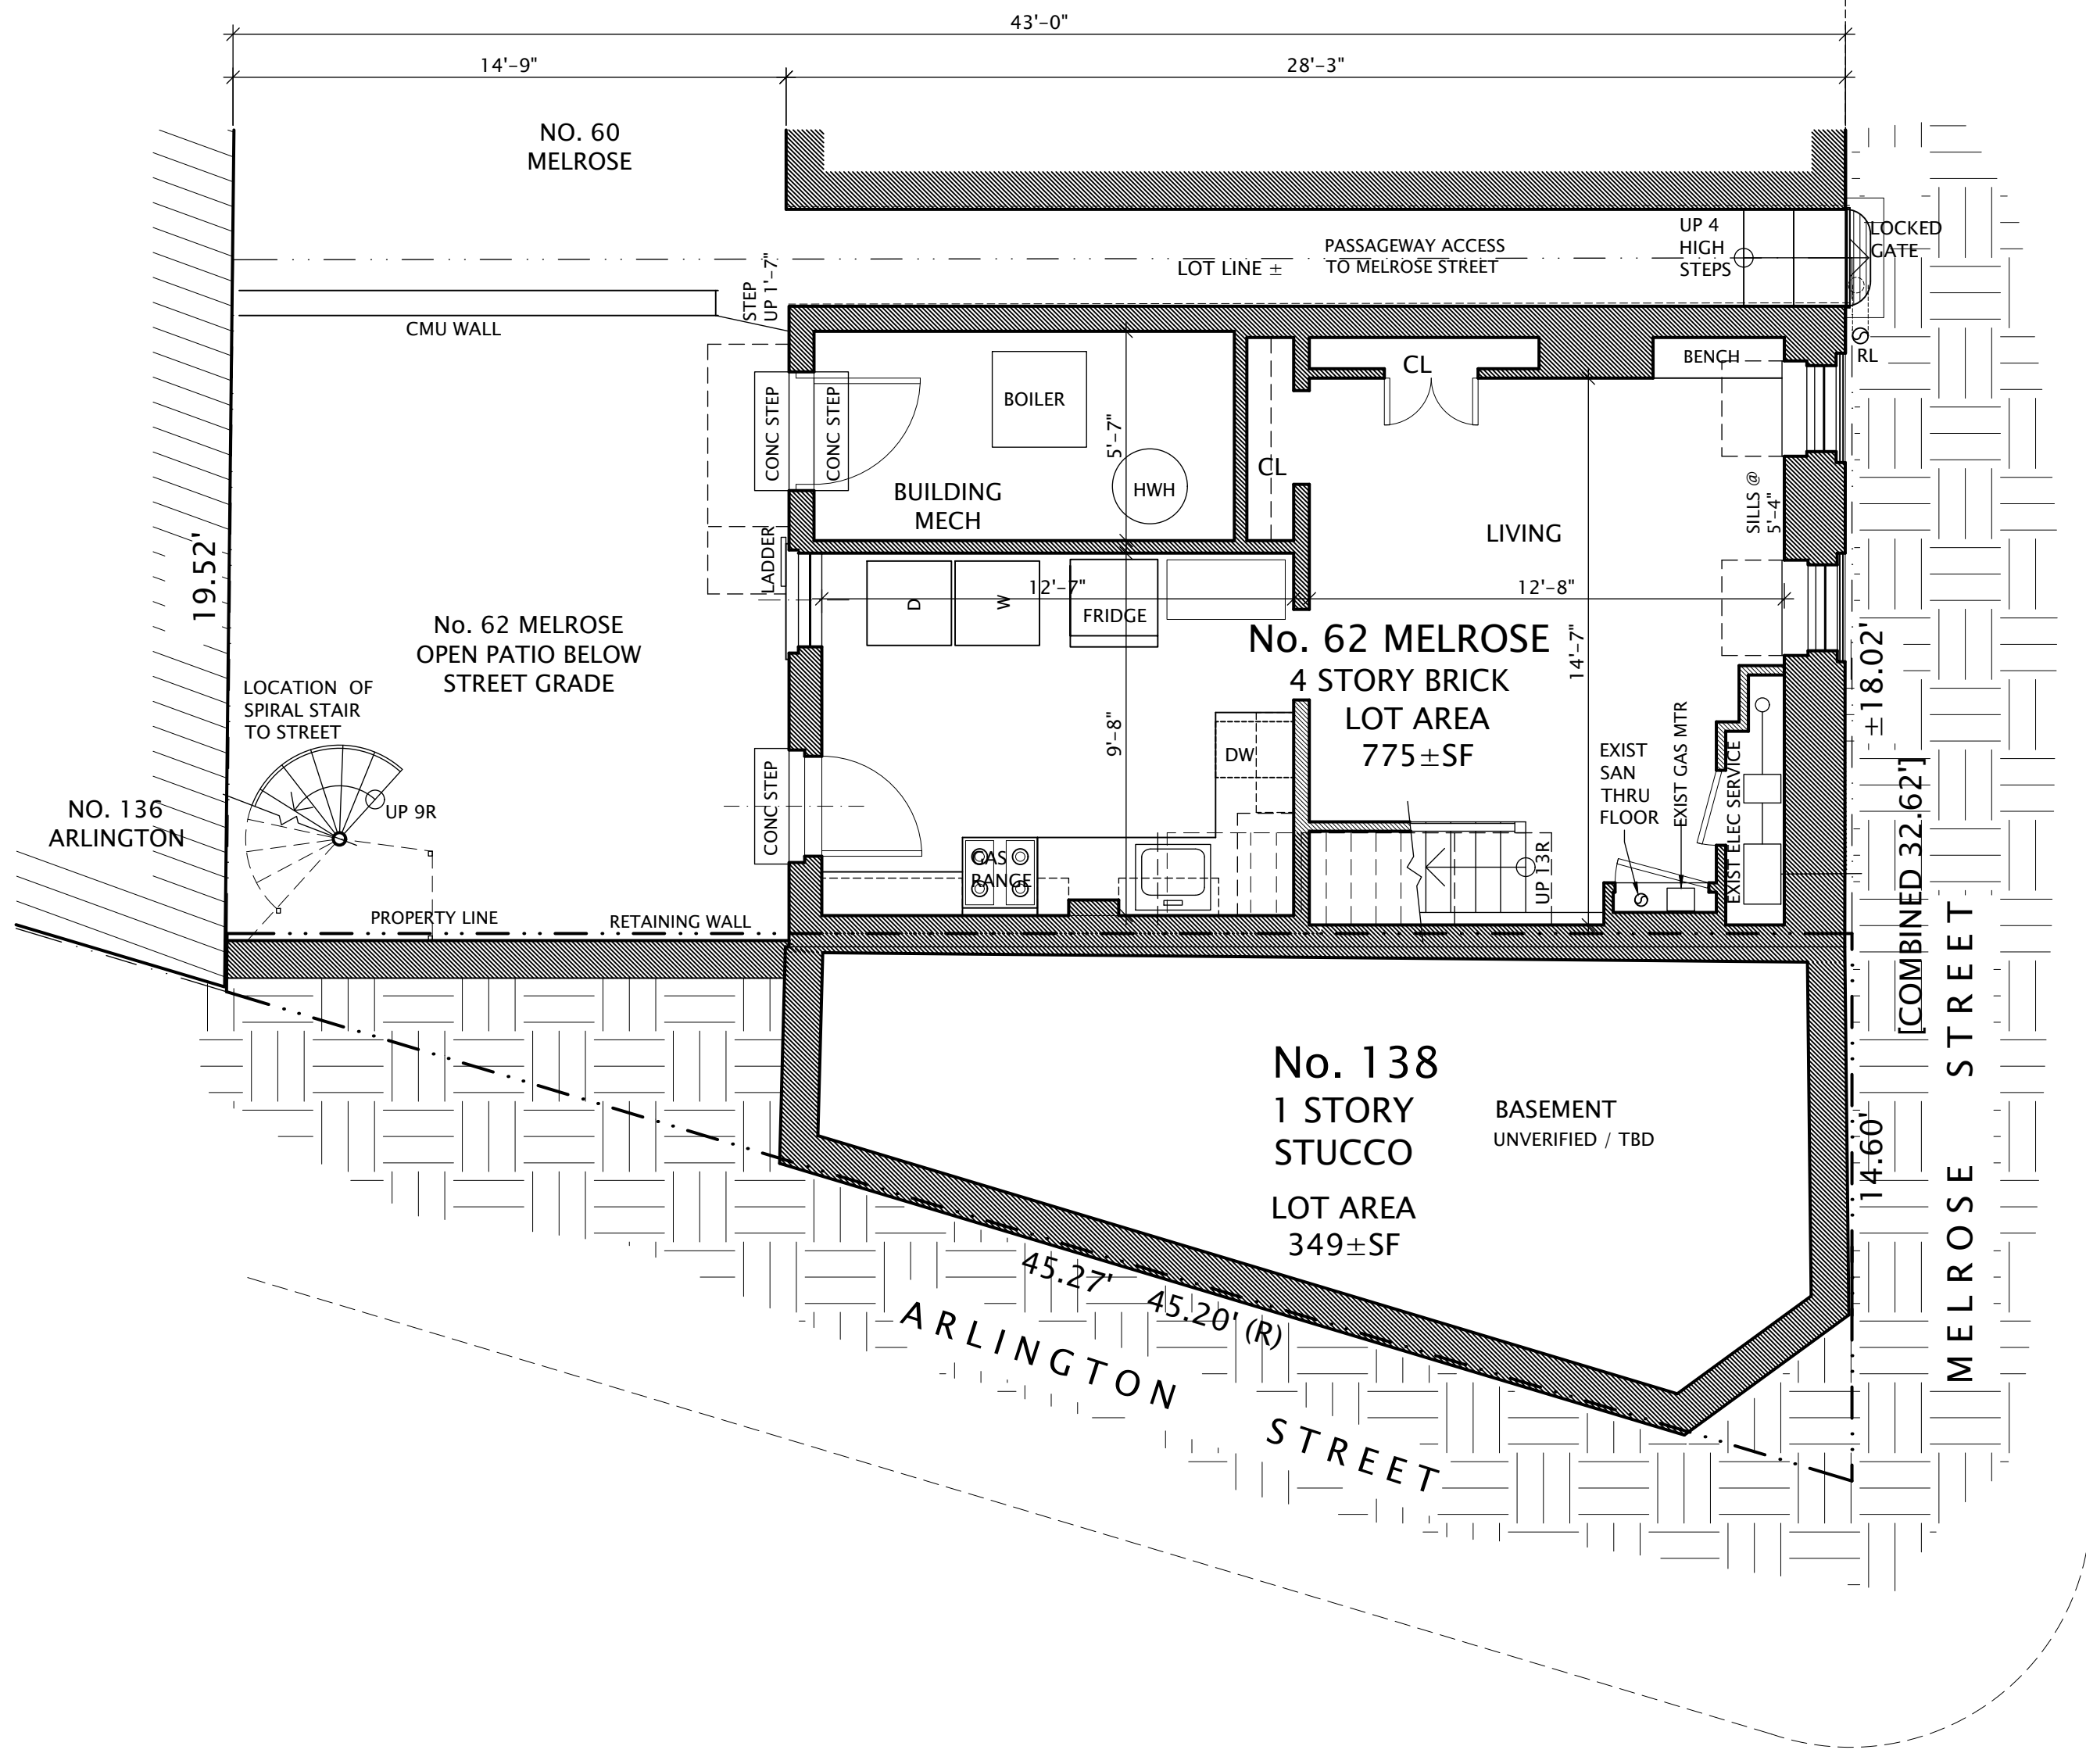 43'-0"
14'-9"
28'-3"
NO. 60
MELROSE
UP 4
HIGH
STEPS
LOCKED
GATE
PASSAGEWAY ACCESS
TO MELROSE STREET
LOT LINE ±
STEP
UP 1'-7"
CMU WALL
RL
BENCH
CL
CONC STEP
CONC STEP
BOILER
5'-7"
CL
HWH
BUILDING
MECH
SILLS @
5'-4"
LIVING
LADDER
19.52'
D
W
12'-7"
FRIDGE
12'-8"
No. 62 MELROSE
OPEN PATIO BELOW
STREET GRADE
No. 62 MELROSE
4 STORY BRICK
LOT AREA
775±SF
14'-7"
±18.02'
LOCATION OF
SPIRAL STAIR
TO STREET
9'-8"
DW
EXIST
SAN
THRU
FLOOR
EXIST GAS MTR
EXIST ELEC SERVICE
NO. 136
ARLINGTON
UP 9R
CONC STEP
GAS
RANGE
UP 13R
[COMBINED 32.62']
PROPERTY LINE
RETAINING WALL
No. 138
1 STORY
STUCCO
BASEMENT
UNVERIFIED / TBD
LOT AREA
349±SF
14.60'
MELROSE STREET
45.27'
45.20' (R)
ARLINGTON STREET